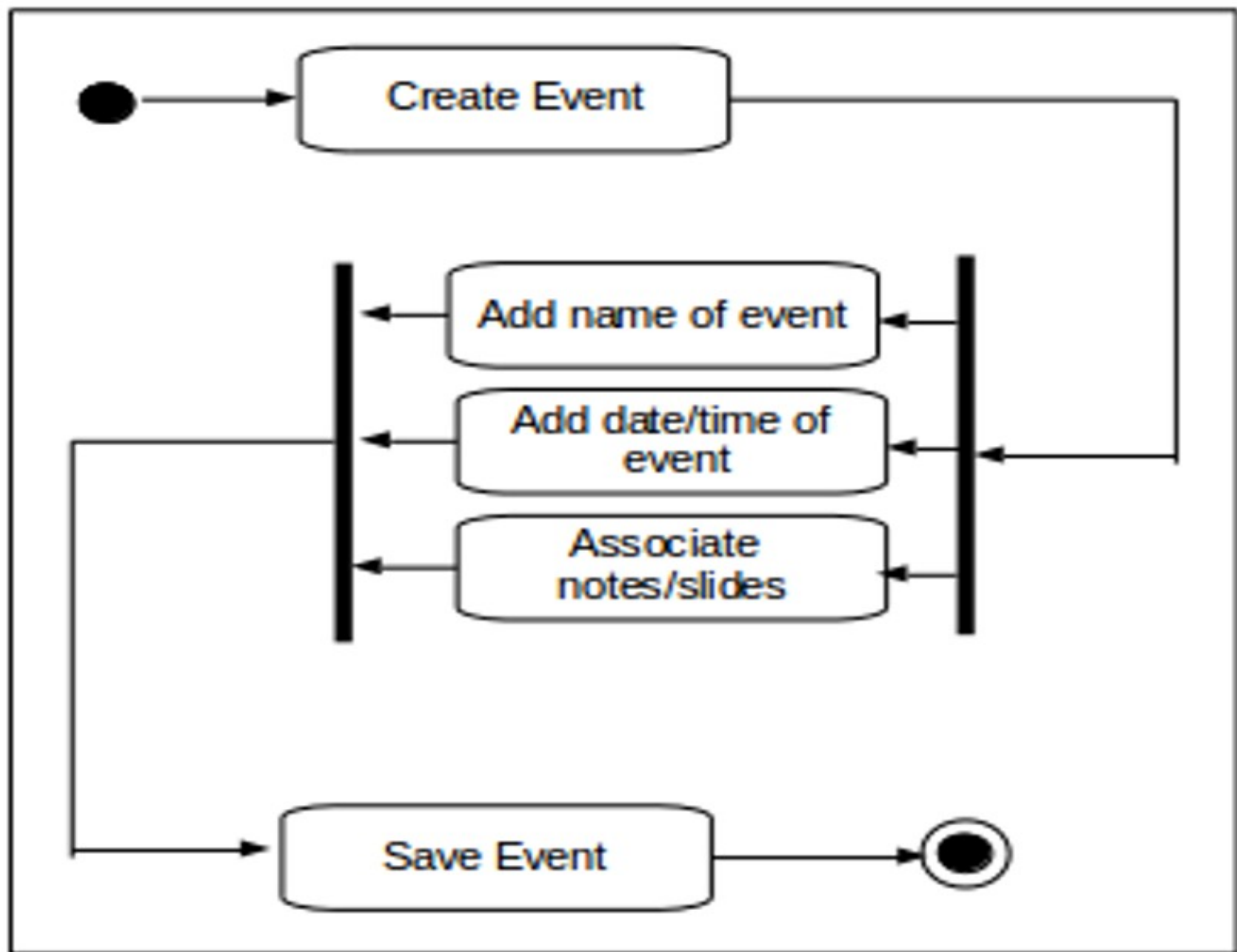 Create Event
Add name of event
Add date/time of
event
Associate
notes/slides
Save Event